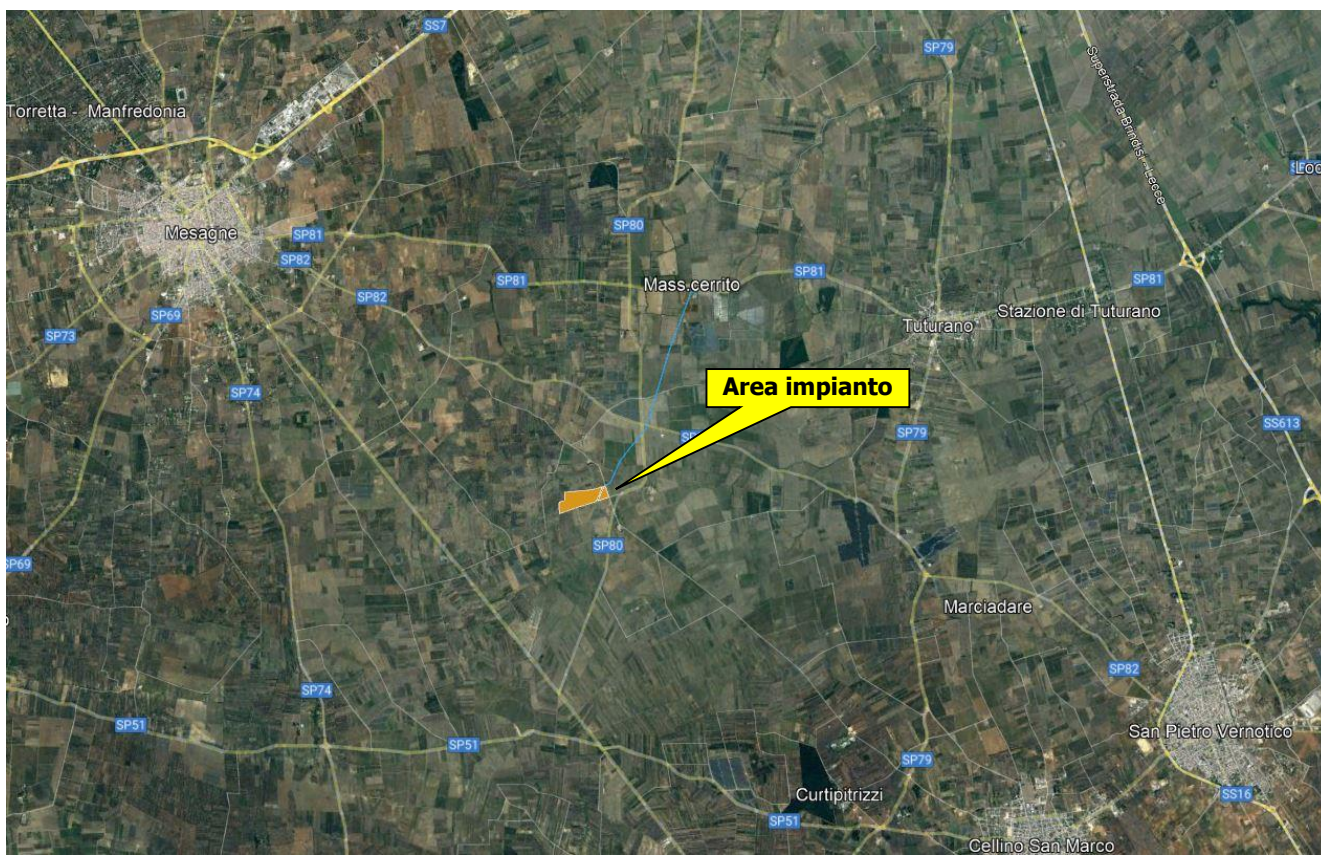 SS7
SP79
Superstrada Brindisi - Lecce
Torretta - Manfredonia
Mesagne
SP81
SP82
SP80
SP81
SP82
Mass.cerrito
SP81
SP81
Stazione di Tuturano
Tuturano
SP69
SP73
SP74
Area impianto
SP79
SS613
SP80
SP69
Marciadare
SP82
SP74
SP51
SP51
San Pietro Vernotico
SP79
Curtipitrizzi
SS16
SP51
Cellino San Marco